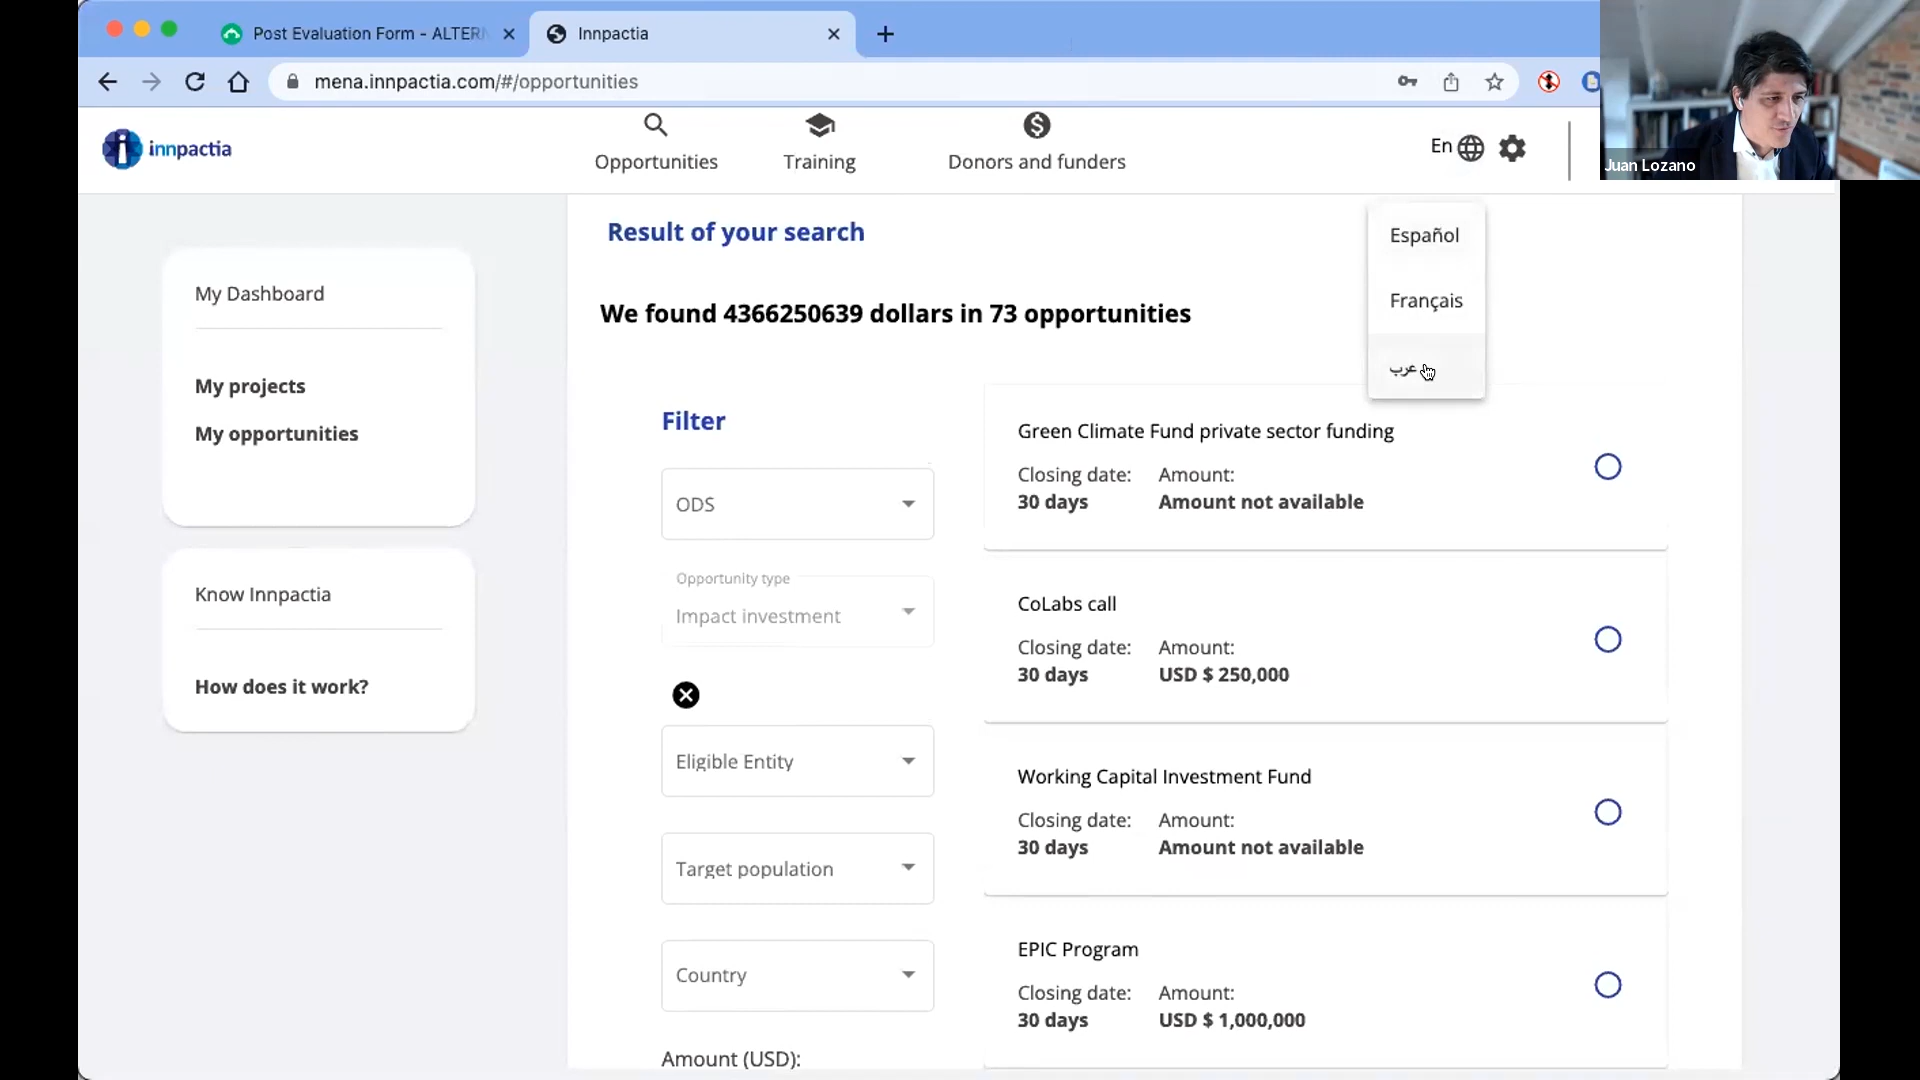 Post Evaluation Form - ALTER
Innpactia
mena.innpactia.com/#/opportunities
innpactia
Opportunities
Training
Donors and funders
En
Juan Lozano
Español
Français
عرب
My Dashboard
My projects
My opportunities
Know Innpactia
How does it work?
Result of your search
We found 4366250639 dollars in 73 opportunities
Filter
ODS
Opportunity type
Impact investment
Eligible Entity
Target population
Country
Amount (USD):
Green Climate Fund private sector funding
Closing date: Amount:
30 days Amount not available
CoLabs call
Closing date: Amount:
30 days USD $ 250,000
Working Capital Investment Fund
Closing date: Amount:
30 days Amount not available
EPIC Program
Closing date: Amount:
30 days USD $ 1,000,000